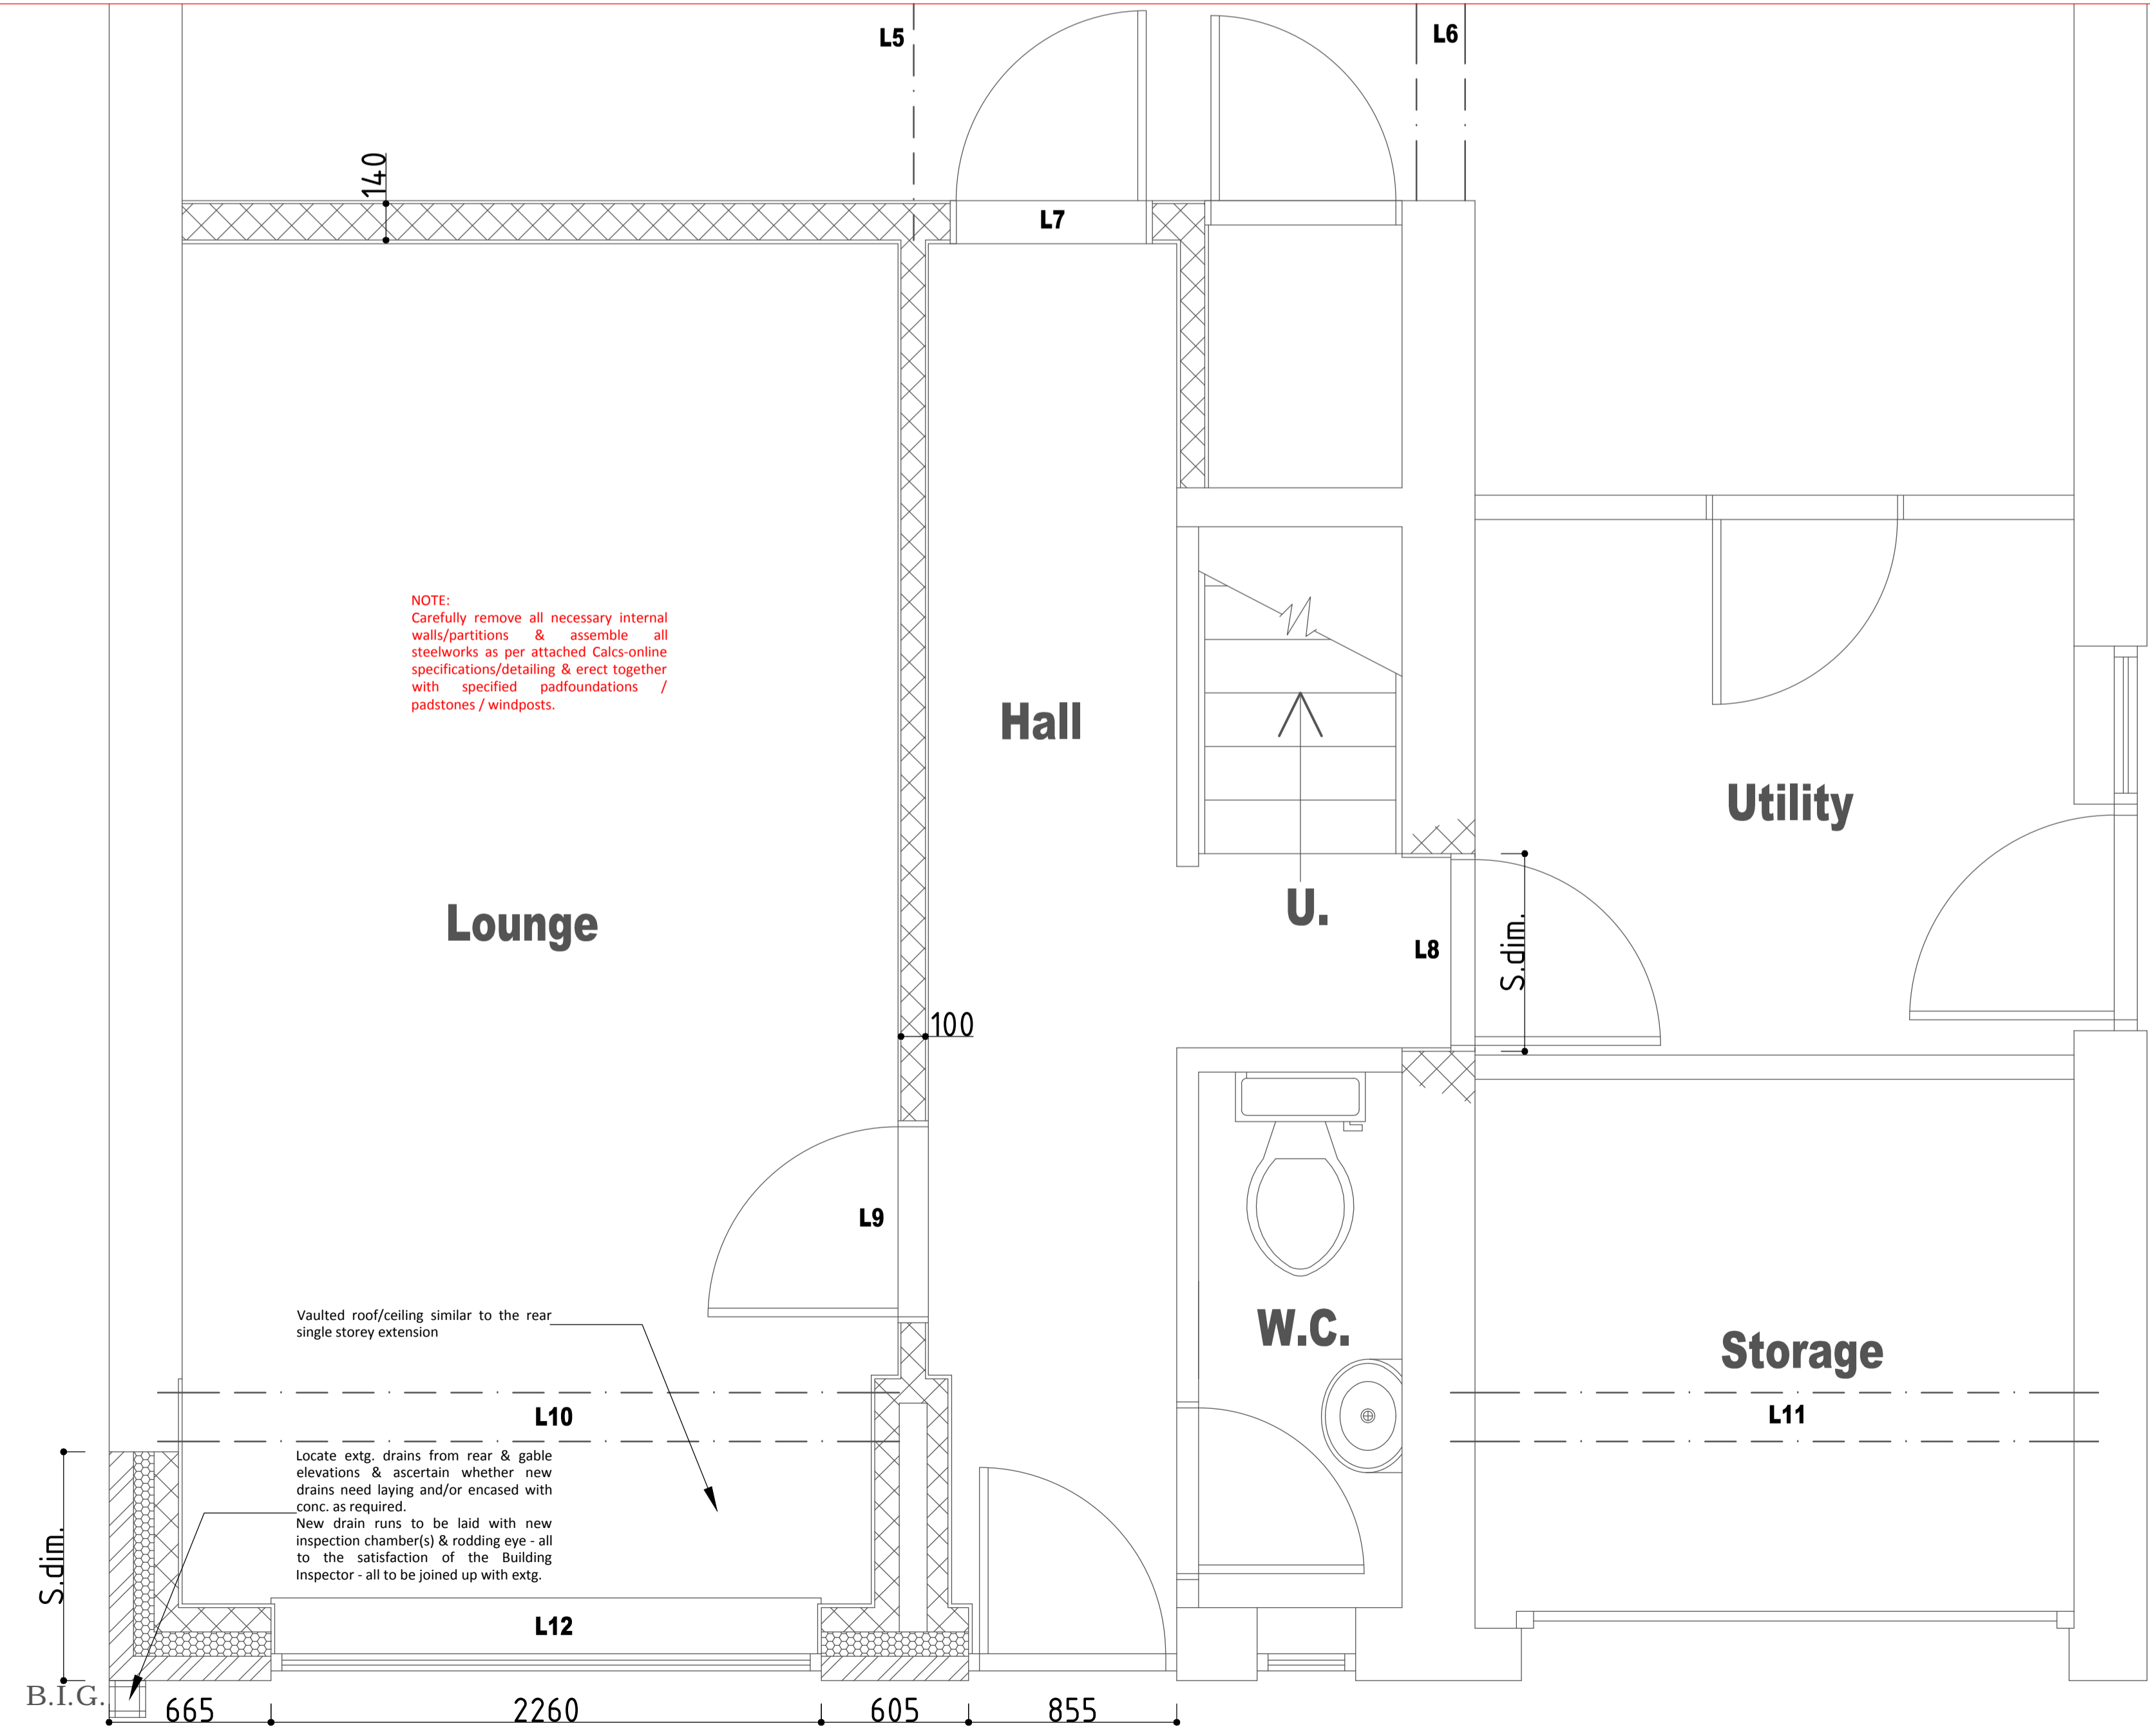 L5
L6
140
L7
NOTE:
Carefully remove all necessary internal
walls/partitions & assemble all
steelworks as per attached Calcs-online
specifications/detailing & erect together
with specified padfoundations /
padstones / windposts.
Hall
Utility
Lounge
U.
L8
S.dim.
100
L9
Vaulted roof/ceiling similar to the rear
single storey extension
W.C.
Storage
L10
L11
Locate extg. drains from rear & gable
elevations & ascertain whether new
drains need laying and/or encased with
conc. as required.
New drain runs to be laid with new
inspection chamber(s) & rodding eye - all
to the satisfaction of the Building
Inspector - all to be joined up with extg.
S.dim.
L12
B.I.G.
665
2260
605
855